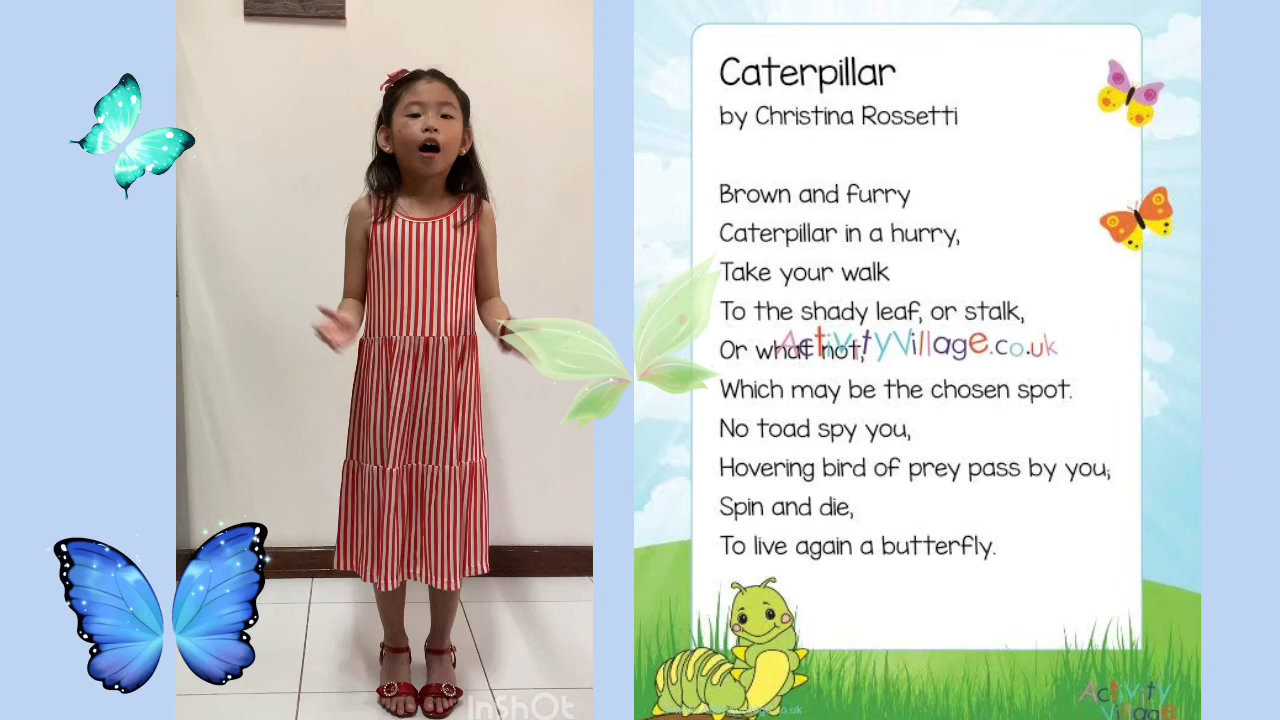 Caterpillar
by Christina Rossetti
Brown and furry
Caterpillar in a hurry,
Take your walk
To the shady leaf, or stalk,
Or what not,
ActivityVillage.co.uk
Which may be the chosen spot.
No toad spy you,
Hovering bird of prey pass by you;
Spin and die,
To live again a butterfly.
InShOt
Activity
Village